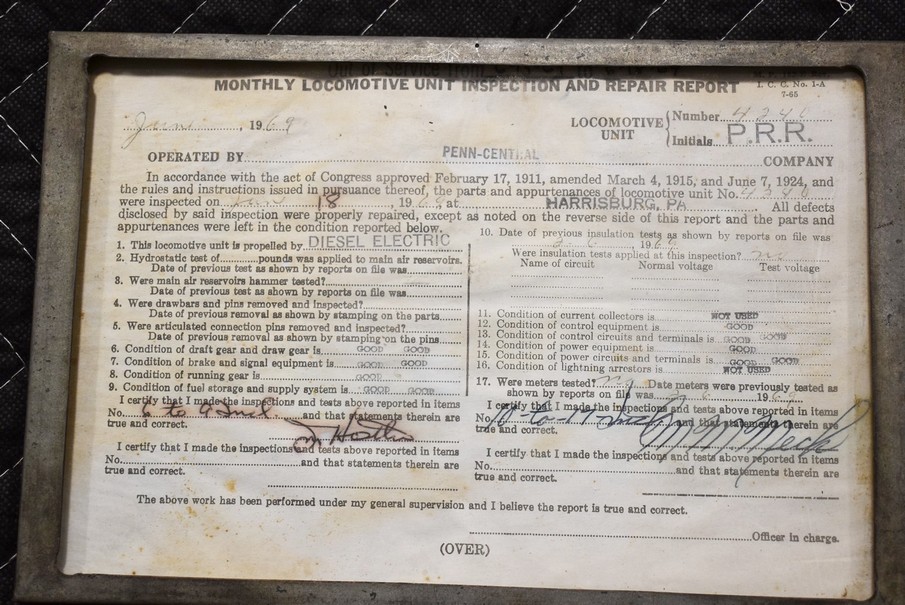 MONTHLY LOCOMOTIVE UNIT INSPECTION AND REPAIR REPORT
I. C. C. No. 1-A
7-65
June, 1969
LOCOMOTIVE UNIT { Number
Initials P.R.R.
OPERATED BY PENN-CENTRAL COMPANY
In accordance with the act of Congress approved February 17, 1911, amended March 4, 1915, and June 7, 1924, and
the rules and instructions issued in pursuance thereof, the parts and appurtenances of locomotive unit No.
were inspected on June 18, 1969, at HARRISBURG, PA. All defects
disclosed by said inspection were properly repaired, except as noted on the reverse side of this report and the parts and
appurtenances were left in the condition reported below.
1. This locomotive unit is propelled by DIESEL ELECTRIC
2. Hydrostatic test of..........pounds was applied to main air reservoirs.
Date of previous test as shown by reports on file was
3. Were main air reservoirs hammer tested?
Date of previous test as shown by reports on file was
4. Were drawbars and pins removed and inspected?
Date of previous removal as shown by stamping on the parts
5. Were articulated connection pins removed and inspected?
Date of previous removal as shown by stamping on the pins
6. Condition of draft gear and draw gear is GOOD GOOD
7. Condition of brake and signal equipment is GOOD GOOD
8. Condition of running gear is GOOD
9. Condition of fuel storage and supply system is GOOD GOOD
I certify that I made the inspections and tests above reported in items
No. 6 to 9 Incl and that statements therein are
true and correct.
I certify that I made the inspections and tests above reported in items
No. and that statements therein are
true and correct.
10. Date of previous insulation tests as shown by reports on file was
196
Were insulation tests applied at this inspection?
Name of circuit Normal voltage Test voltage
11. Condition of current collectors is NOT USED
12. Condition of control equipment is GOOD
13. Condition of control circuits and terminals is GOOD GOOD
14. Condition of power equipment is GOOD
15. Condition of power circuits and terminals is GOOD GOOD
16. Condition of lightning arresters is NOT USED
17. Were meters tested? Date meters were previously tested as
shown by reports on file was 196
I certify that I made the inspections and tests above reported in items
No. 10 to 17 Incl and that statements therein are
true and correct.
I certify that I made the inspections and tests above reported in items
No. and that statements therein are
true and correct.
The above work has been performed under my general supervision and I believe the report is true and correct.
Officer in charge.
(OVER)